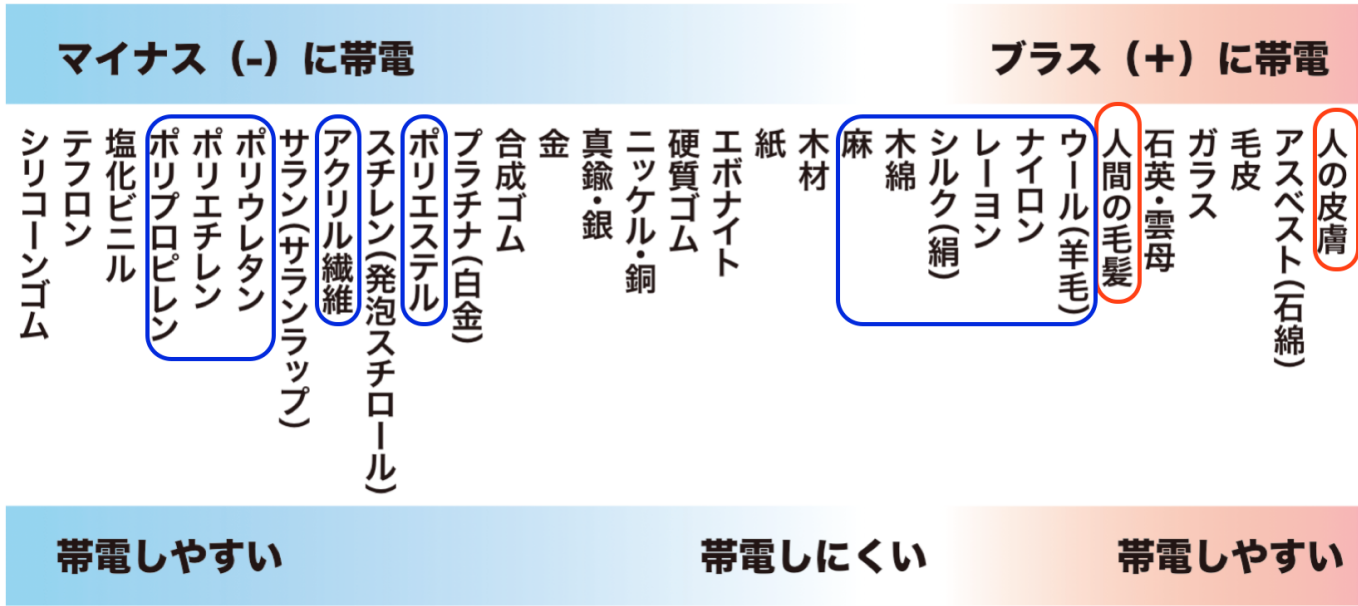 マイナス（-）に帯電
ブラス（+）に帯電
シリコーンゴム
テフロン
塩化ビニル
ポリプロピレン
ポリエチレン
ポリウレタン
サラン(サランラップ)
アクリル繊維
スチレン(発泡スチロール)
ポリエステル
プラチナ(白金)
合成ゴム
金
真鍮・銀
ニッケル・銅
硬質ゴム
エボナイト
紙
木材
麻
木綿
シルク(絹)
レーヨン
ナイロン
ウール(羊毛)
人間の毛髪
石英・雲母
ガラス
毛皮
アスベスト(石綿)
人の皮膚
帯電しやすい
帯電しにくい
帯電しやすい